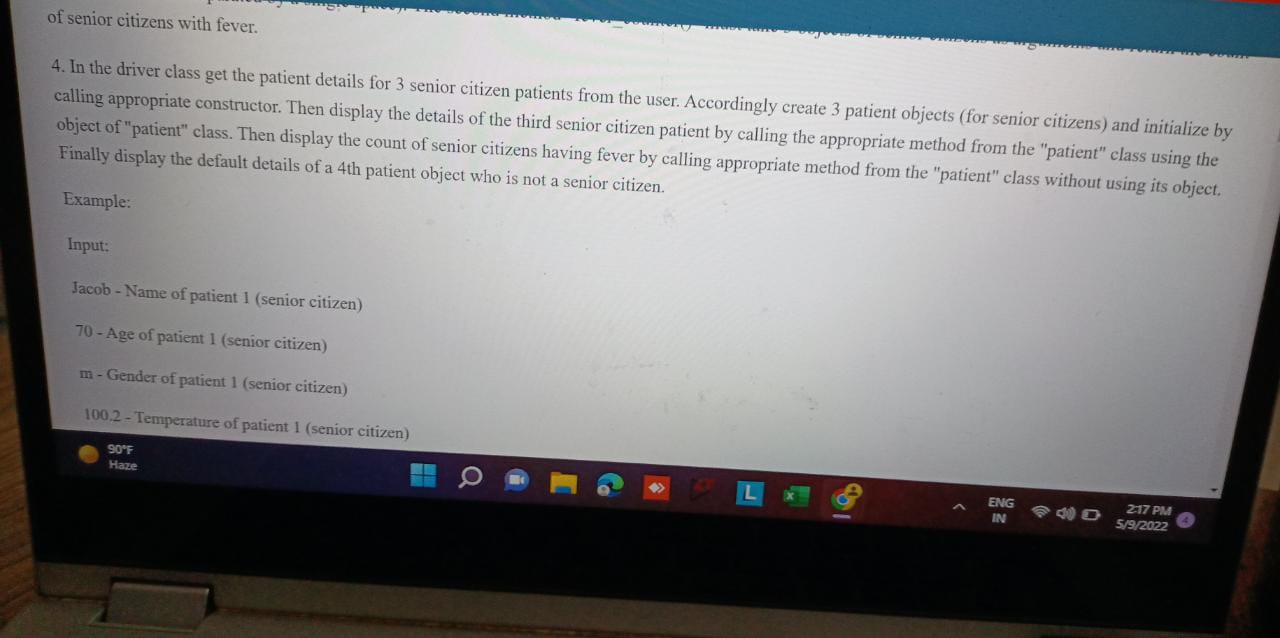 of senior citizens with fever.
4. In the driver class get the patient details for 3 senior citizen patients from the user. Accordingly create 3 patient objects (for senior citizens) and initialize by
calling appropriate constructor. Then display the details of the third senior citizen patient by calling the appropriate method from the "patient" class using the
object of "patient" class. Then display the count of senior citizens having fever by calling appropriate method from the "patient" class without using its object.
Finally display the default details of a 4th patient object who is not a senior citizen.
Example:
Input:
Jacob - Name of patient 1 (senior citizen)
70 - Age of patient 1 (senior citizen)
m - Gender of patient 1 (senior citizen)
100.2 - Temperature of patient 1 (senior citizen)
90°F
Haze
L
X
ENG
IN
2:17 PM
5/9/2022
4